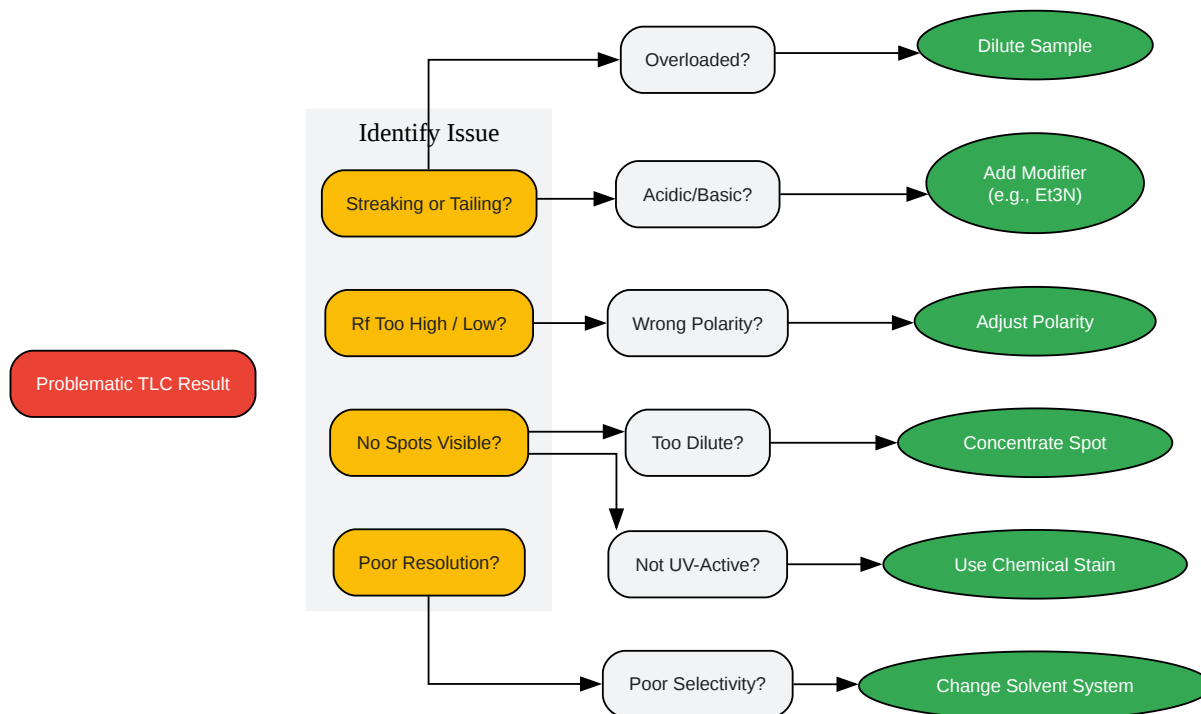 Overloaded?
Dilute Sample
Identify Issue
Streaking or Tailing?
Acidic/Basic?
Add Modifier
(e.g., Et3N)
Rf Too High / Low?
Wrong Polarity?
Adjust Polarity
Problematic TLC Result
No Spots Visible?
Too Dilute?
Concentrate Spot
Poor Resolution?
Not UV-Active?
Use Chemical Stain
Poor Selectivity?
Change Solvent System